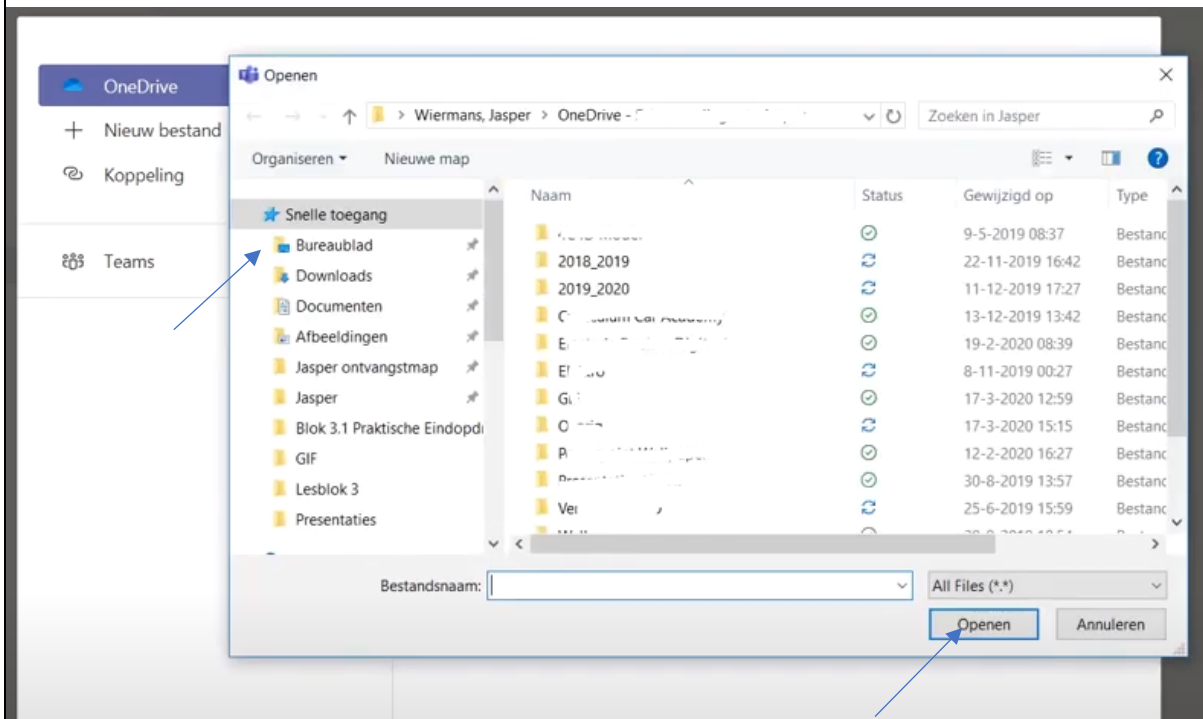 Openen
OneDrive
Nieuw bestand
Koppeling
Teams
Wiermans, Jasper > OneDrive -
Zoeken in Jasper
Organiseren
Nieuwe map
Snelle toegang
Bureaublad
Downloads
Documenten
Afbeeldingen
Jasper ontvangstmap
Jasper
Blok 3.1 Praktische Eindopd
GIF
Lesblok 3
Presentaties
Naam Status Gewijzigd op Type
9-5-2019 08:37 Bestand
2018_2019 22-11-2019 16:42 Bestand
2019_2020 11-12-2019 17:27 Bestand
13-12-2019 13:42 Bestand
19-2-2020 08:39 Bestand
8-11-2019 00:27 Bestand
17-3-2020 12:59 Bestand
17-3-2020 15:15 Bestand
12-2-2020 16:27 Bestand
30-8-2019 13:57 Bestand
25-6-2019 15:59 Bestand
Bestandsnaam:
All Files (*.*)
Openen
Annuleren